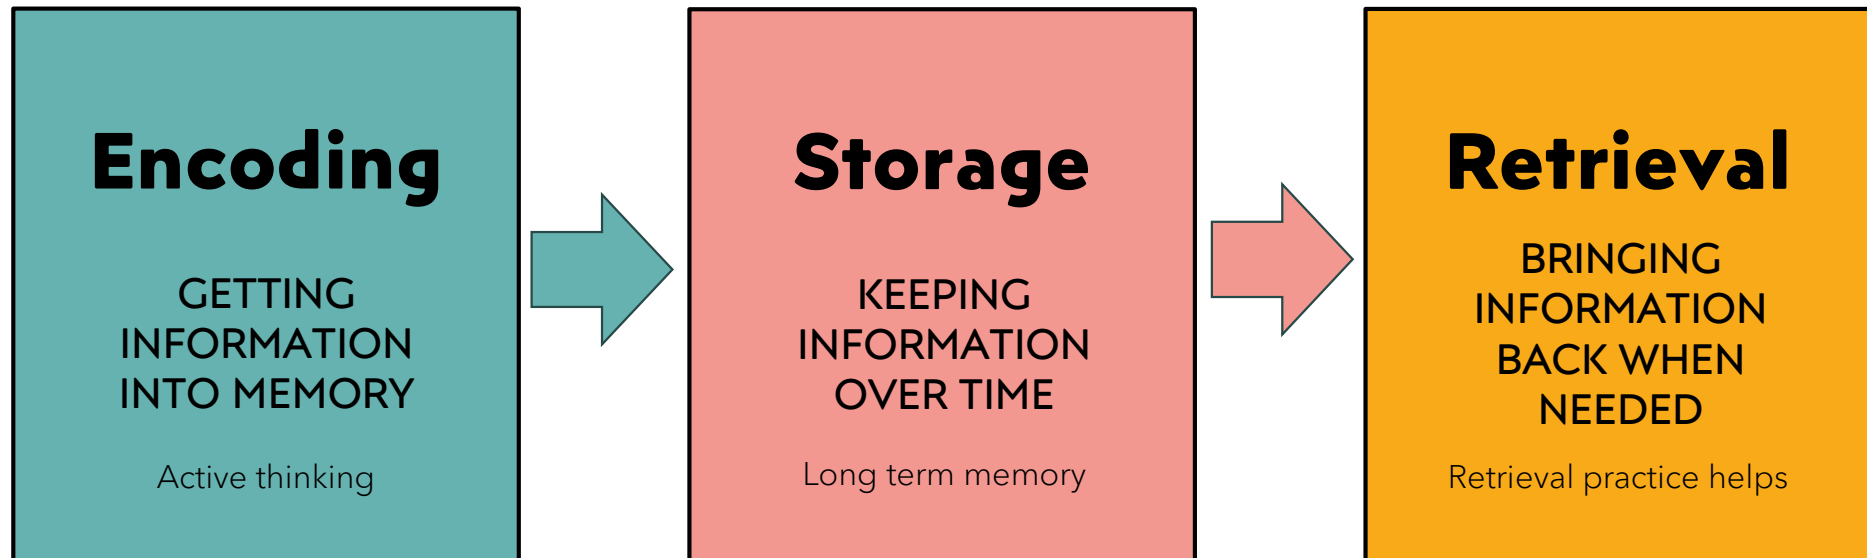 Encoding
GETTING
INFORMATION
INTO MEMORY
Active thinking
Storage
KEEPING
INFORMATION
OVER TIME
Long term memory
Retrieval
BRINGING
INFORMATION
BACK WHEN
NEEDED
Retrieval practice helps